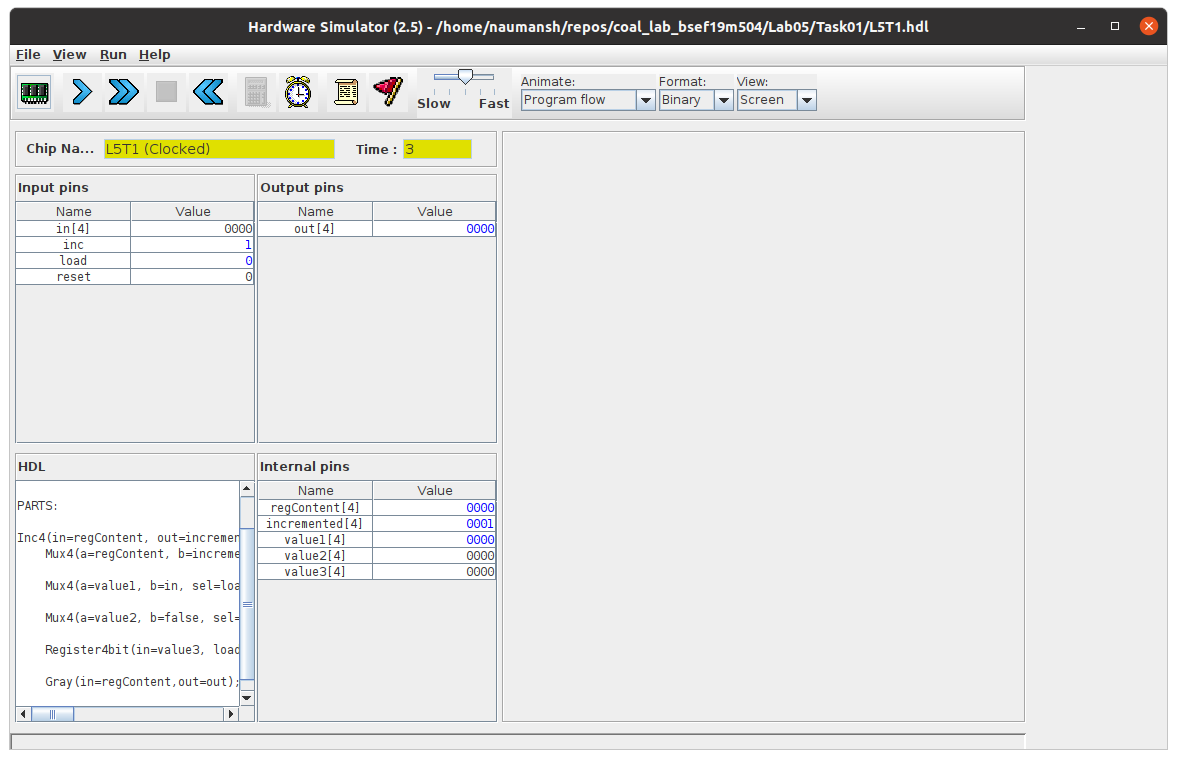 Hardware Simulator (2.5) - /home/naumansh/repos/coal_lab_bsef19m504/Lab05/Task01/L5T1.hdl
File View Run Help
Slow Fast
Animate: Format: View:
Program flow Binary Screen
Chip Na... L5T1 (Clocked) Time : 3
Input pins
Name Value
in[4] 0000
inc 1
load 0
reset 0
Output pins
Name Value
out[4] 0000
HDL
PARTS:
Inc4(in=regContent, out=incremen
Mux4(a=regContent, b=increme
Mux4(a=value1, b=in, sel=loa
Mux4(a=value2, b=false, sel=
Register4bit(in=value3, load
Gray(in=regContent,out=out);
Internal pins
Name Value
regContent[4] 0000
incremented[4] 0001
value1[4] 0000
value2[4] 0000
value3[4] 0000